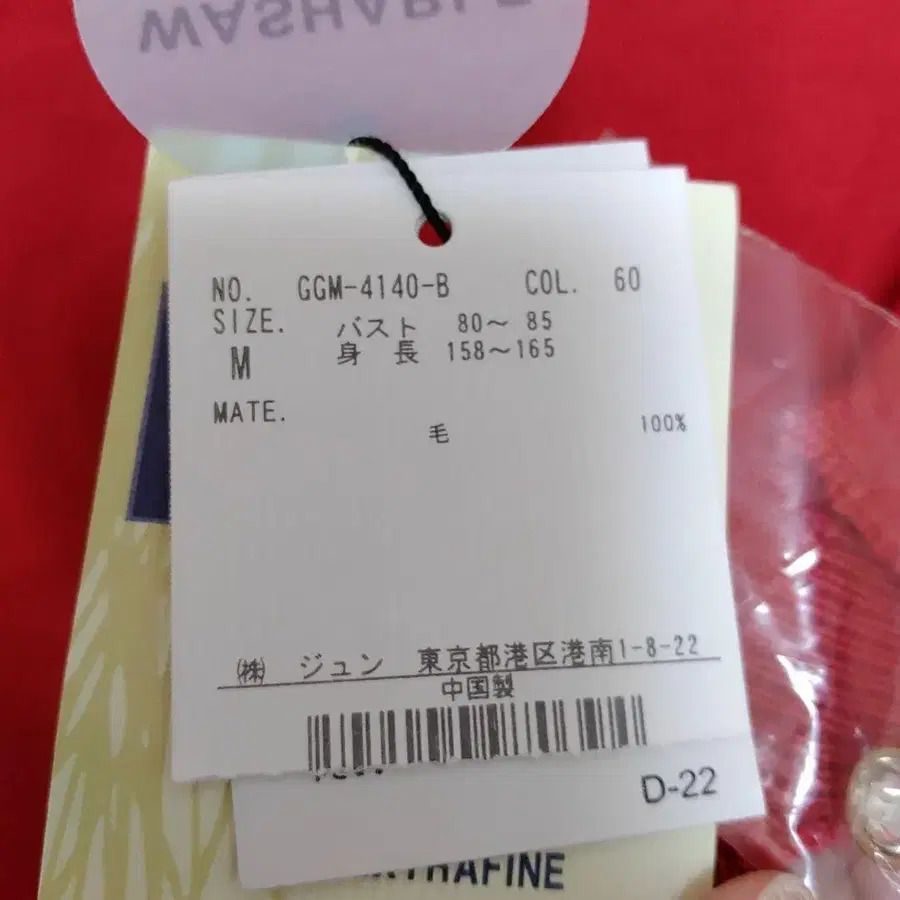 WASHABLE
NO. GGM-4140-B COL. 60
SIZE. バスト 80～ 85
M 身 長 158～165
MATE.
毛 100%
㈱ ジュン 東京都港区港南1-8-22
中国製
D-22